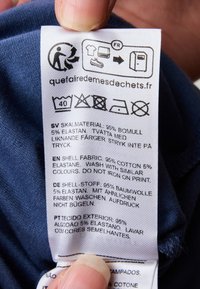 FR
quefairedemesdechets.fr
40
SV SKALMATERIAL: 95% BOMULL
5% ELASTAN. TVÄTTA MED
LIKNANDE FÄRGER. STRYK INTE PÅ
TRYCK.
EN SHELL FABRIC: 95% COTTON 5%
ELASTANE. WASH WITH SIMILAR
COLOURS. DO NOT IRON ON PRINT.
DE SHELL-STOFF: 95% BAUMWOLLE
5% ELASTAN. MIT ÄHNLICHEN
FARBEN WASCHEN. AUFDRUCK
NICHT BÜGELN.
PT TECIDO EXTERIOR: 95%
ALGODÃO 5% ELASTANO. LAVAR
CORES SEMELHANTES.
ESTAMPADOS.
COTONE